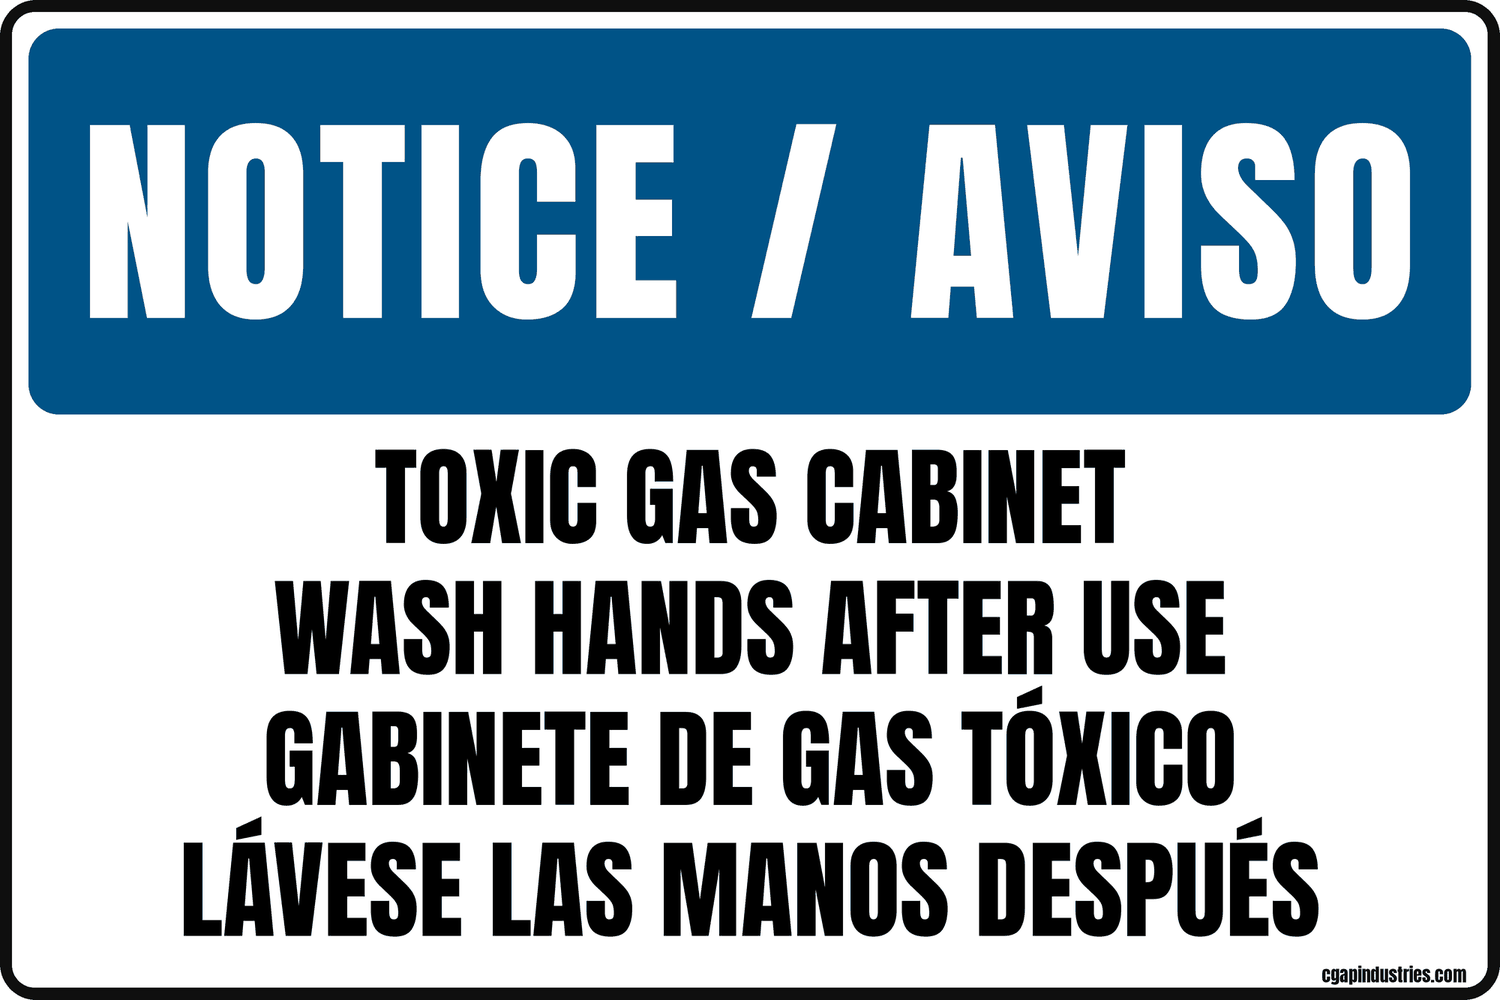 NOTICE / AVISO
TOXIC GAS CABINET
WASH HANDS AFTER USE
GABINETE DE GAS TÓXICO
LÁVESE LAS MANOS DESPUÉS
cgapindustries.com